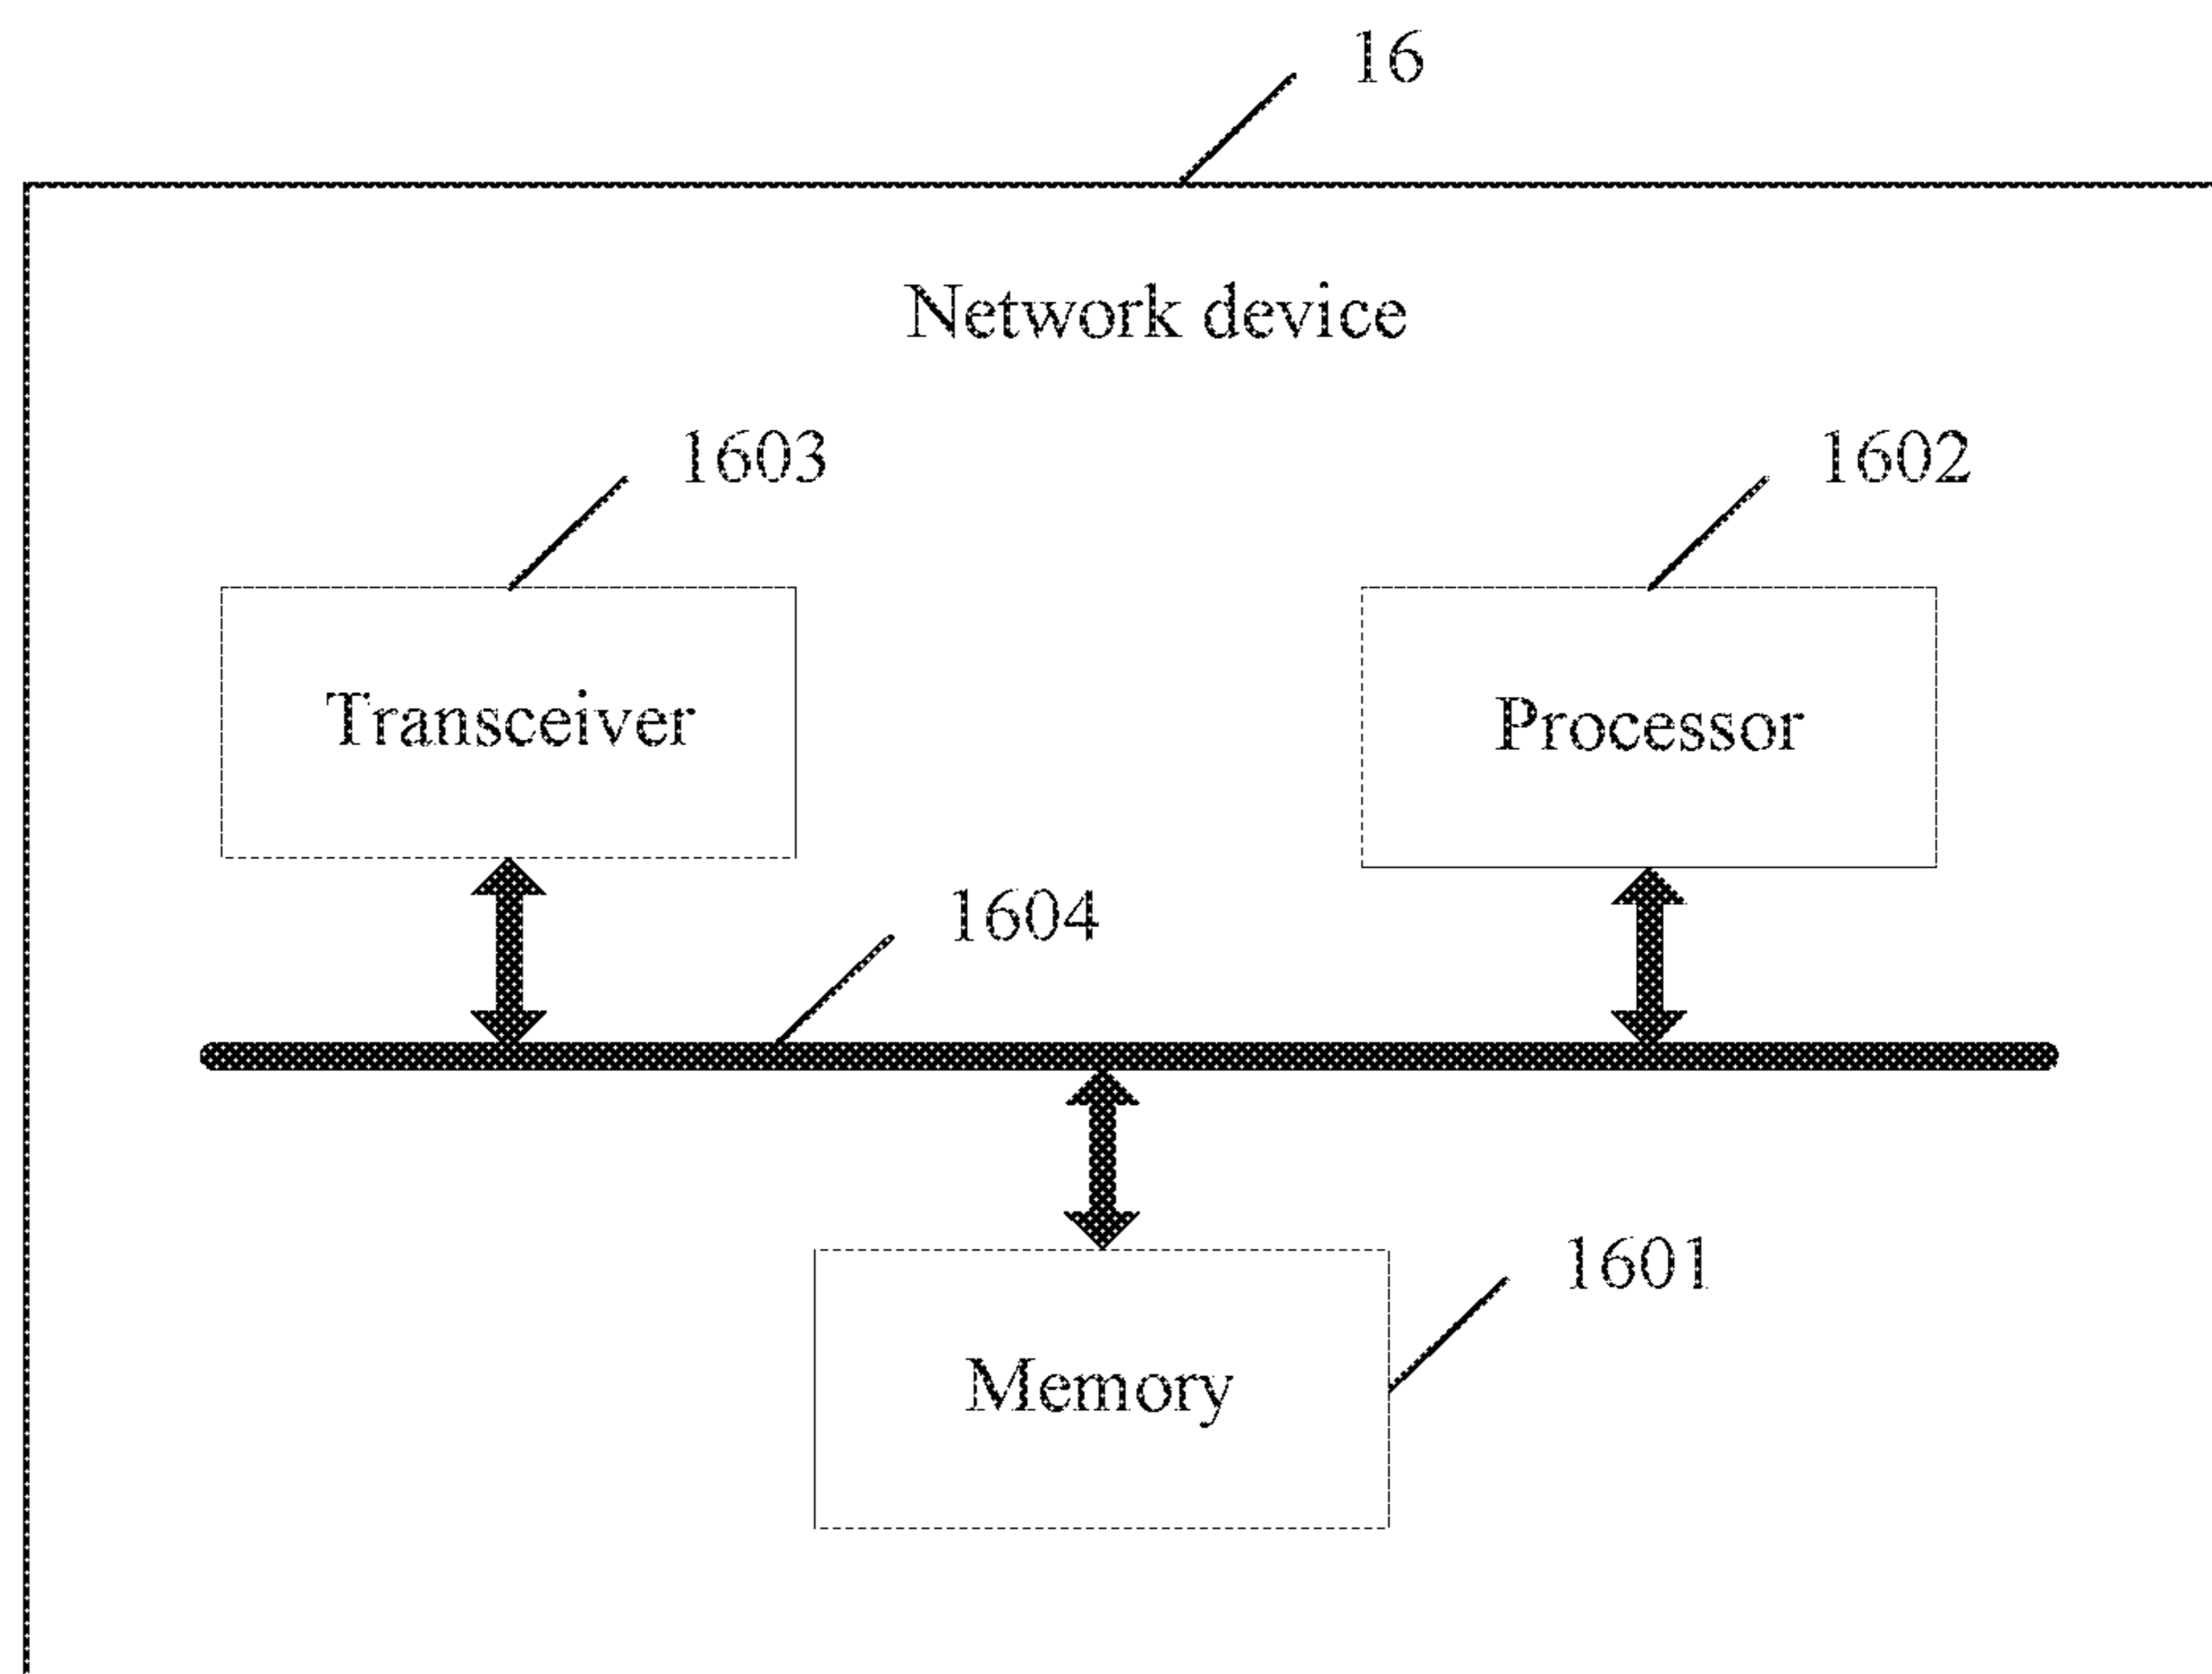 16
Network device
1603
1602
Transceiver
Processor
1604
1601
Memory